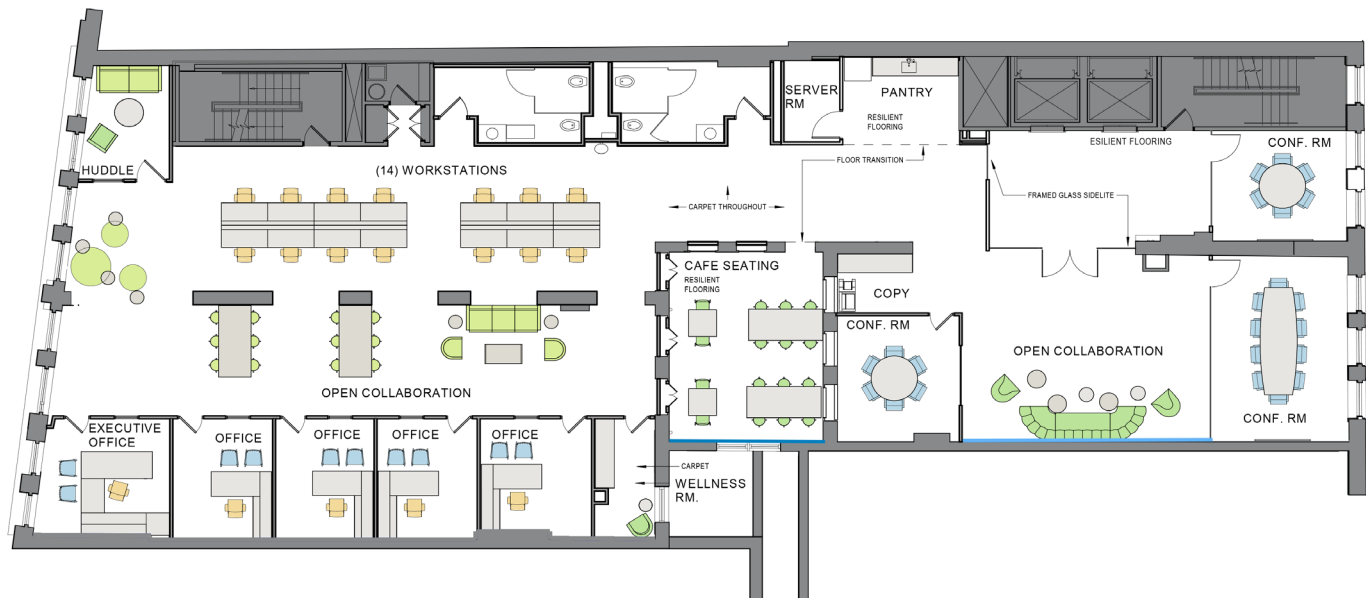 SERVER
RM
PANTRY
RESILIENT
FLOORING
ESILIENT FLOORING
CONF. RM
HUDDLE
(14) WORKSTATIONS
FLOOR TRANSITION
FRAMED GLASS SIDELITE
CARPET THROUGHOUT
CAFE SEATING
RESILIENT
FLOORING
COPY
CONF. RM
OPEN COLLABORATION
OPEN COLLABORATION
CONF. RM
EXECUTIVE
OFFICE
OFFICE
OFFICE
OFFICE
OFFICE
CARPET
WELLNESS
RM.